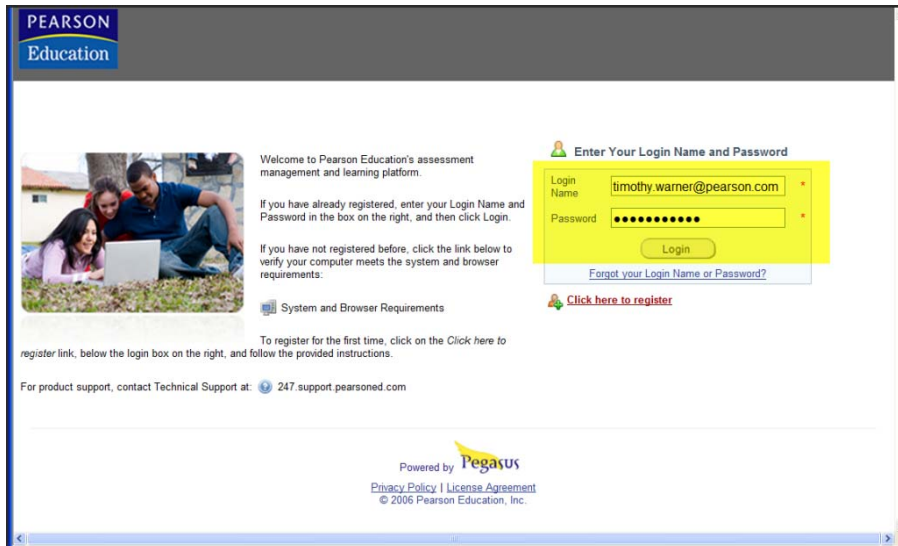 PEARSON
Education
Welcome to Pearson Education's assessment
management and learning platform.
If you have already registered, enter your Login Name and
Password in the box on the right, and then click Login.
If you have not registered before, click the link below to
verify your computer meets the system and browser
requirements:
System and Browser Requirements
To register for the first time, click on the Click here to
register link, below the login box on the right, and follow the provided instructions.
For product support, contact Technical Support at: 247.support.pearsoned.com
Enter Your Login Name and Password
Login
Name
timothy.warner@pearson.com *
Password ●●●●●●●●●●● *
Login
Forgot your Login Name or Password?
Click here to register
Powered by Pegasus
Privacy Policy | License Agreement
© 2006 Pearson Education, Inc.